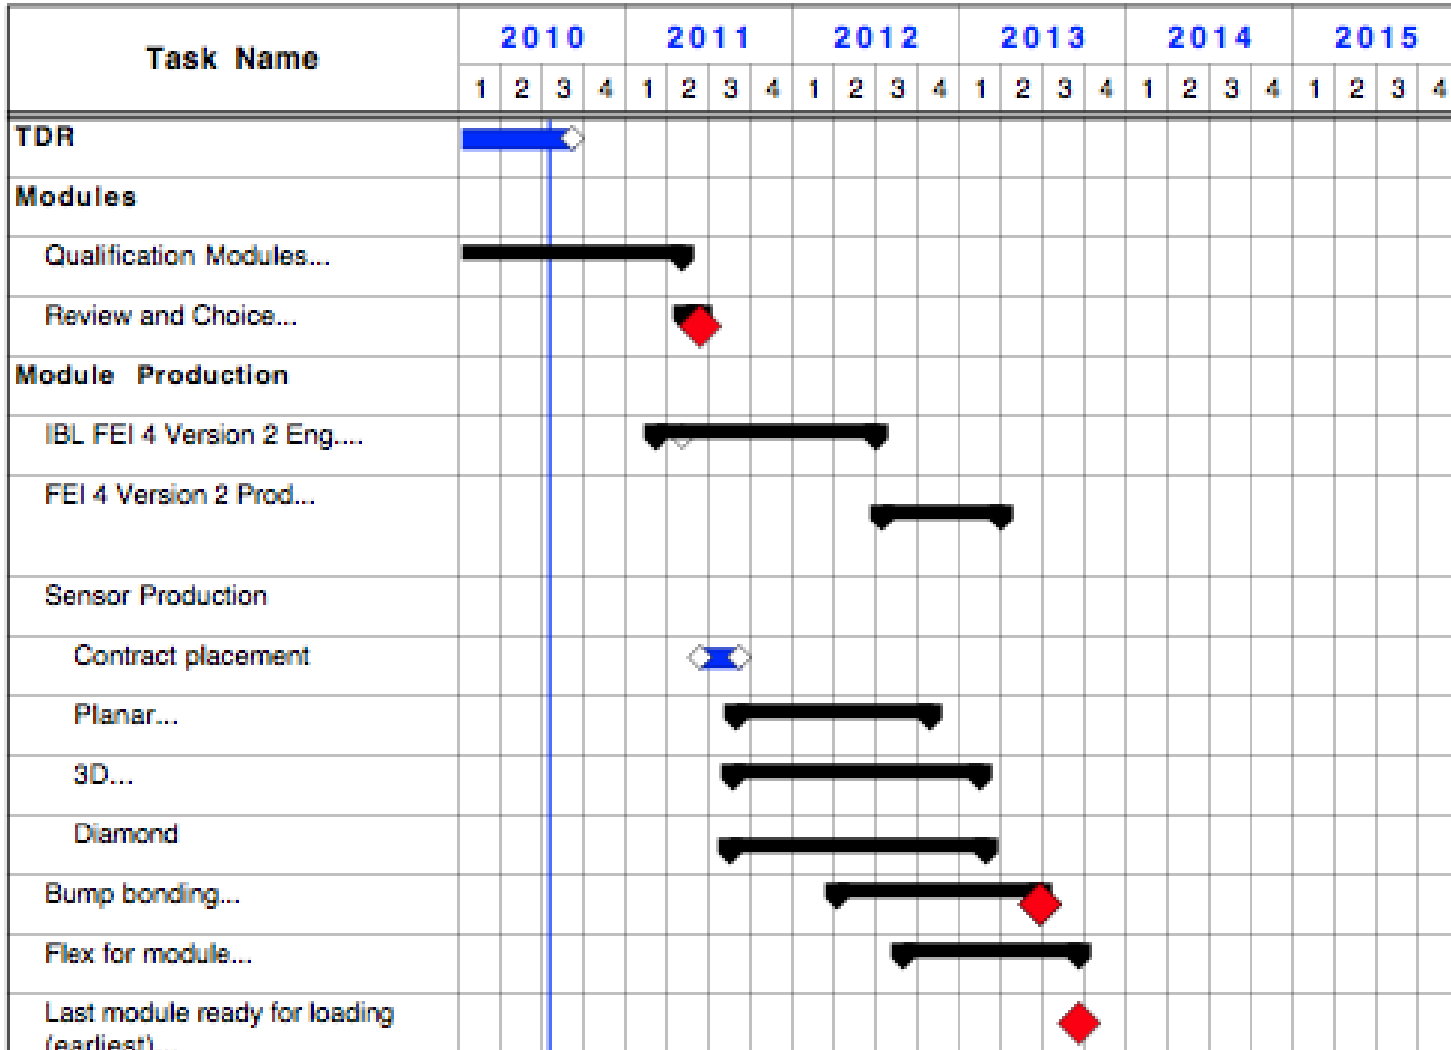 Task Name
2010 2011 2012 2013 2014 2015
1 2 3 4 1 2 3 4 1 2 3 4 1 2 3 4 1 2 3 4 1 2 3 4
TDR
Modules
Qualification Modules...
Review and Choice...
Module Production
IBL FEI 4 Version 2 Eng....
FEI 4 Version 2 Prod...
Sensor Production
Contract placement
Planar...
3D...
Diamond
Bump bonding...
Flex for module...
Last module ready for loading
(earliest)...